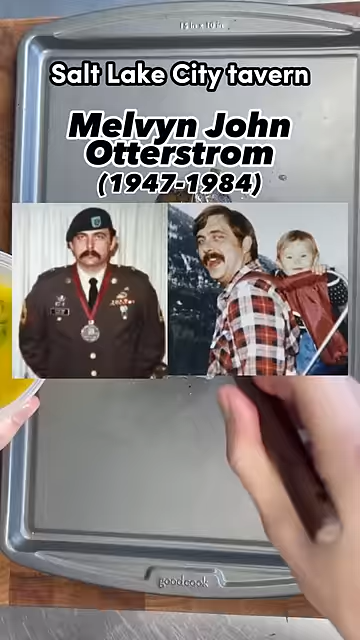 Salt Lake City tavern
Melvyn John
Otterstrom
(1947-1984)
goodcook